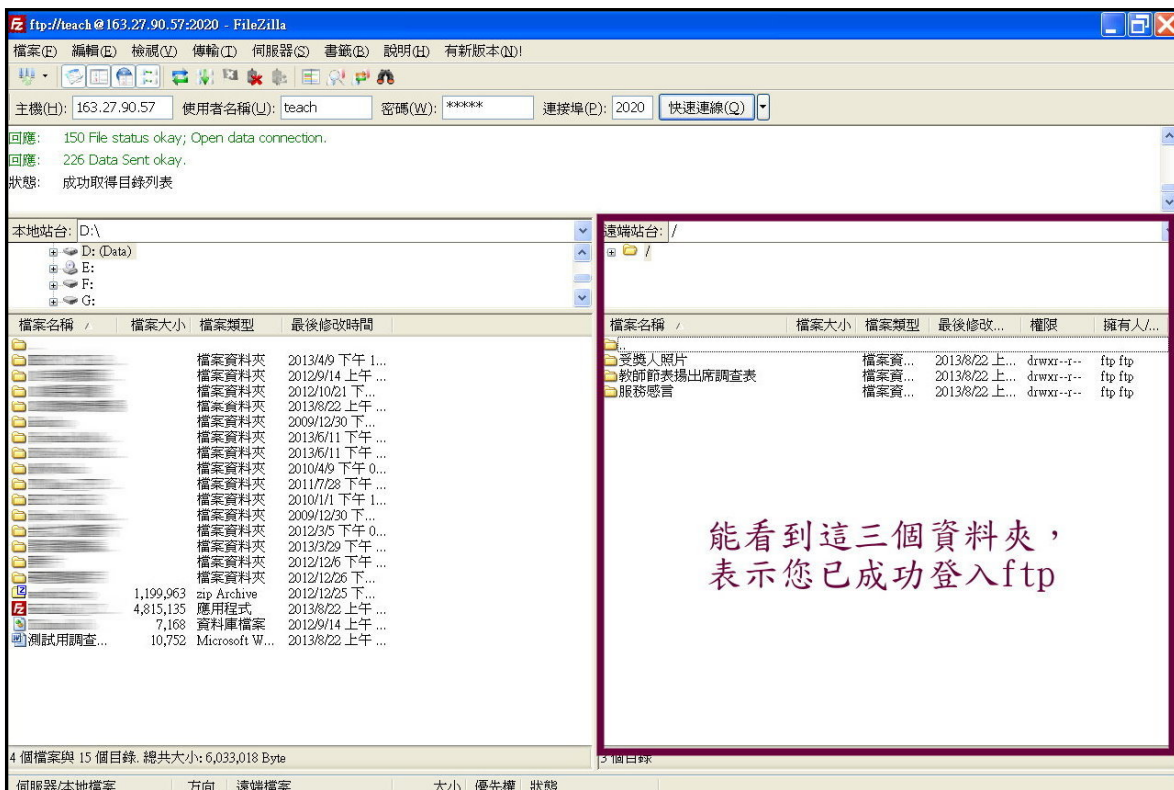 ftp://teach@163.27.90.57:2020 - FileZilla
檔案(F) 編輯(E) 檢視(V) 傳輸(T) 伺服器(S) 書籤(B) 說明(H) 有新版本(N)!
主機(H): 163.27.90.57 使用者名稱(U): teach 密碼(W): ***** 連接埠(P): 2020 快速連線(Q)
回應: 150 File status okay; Open data connection.
回應: 226 Data Sent okay.
狀態: 成功取得目錄列表
本地站台: D:\
D: (Data)
E:
F:
G:
檔案名稱 / 檔案大小 檔案類型 最後修改時間
..
檔案資料夾 2013/4/9 下午 1...
檔案資料夾 2012/9/14 上午 ...
檔案資料夾 2012/10/21 下...
檔案資料夾 2013/8/22 上午 ...
檔案資料夾 2009/12/30 下...
檔案資料夾 2013/6/11 下午 ...
檔案資料夾 2013/6/11 下午 ...
檔案資料夾 2010/4/9 下午 0...
檔案資料夾 2011/7/28 下午 ...
檔案資料夾 2010/1/1 下午 1...
檔案資料夾 2009/12/30 下...
檔案資料夾 2012/3/5 下午 0...
檔案資料夾 2013/3/29 下午 ...
檔案資料夾 2012/12/6 下午 ...
檔案資料夾 2012/12/26 下...
1,199,963 zip Archive 2012/12/25 下...
4,815,135 應用程式 2013/8/22 上午 ...
7,168 資料庫檔案 2012/9/14 上午 ...
測試用調查... 10,752 Microsoft W... 2013/8/22 上午 ...
4 個檔案與 15 個目錄. 總共大小: 6,033,018 Byte
遠端站台: /
/
檔案名稱 / 檔案大小 檔案類型 最後修改... 權限 擁有人/...
..
受獎人照片 檔案資... 2013/8/22 上... drwxr--r-- ftp ftp
教師節表揚出席調查表 檔案資... 2013/8/22 上... drwxr--r-- ftp ftp
服務感言 檔案資... 2013/8/22 上... drwxr--r-- ftp ftp
能看到這三個資料夾，
表示您已成功登入ftp
3 個目錄
伺服器/本地檔案 方向 遠端檔案 大小 優先權 狀態